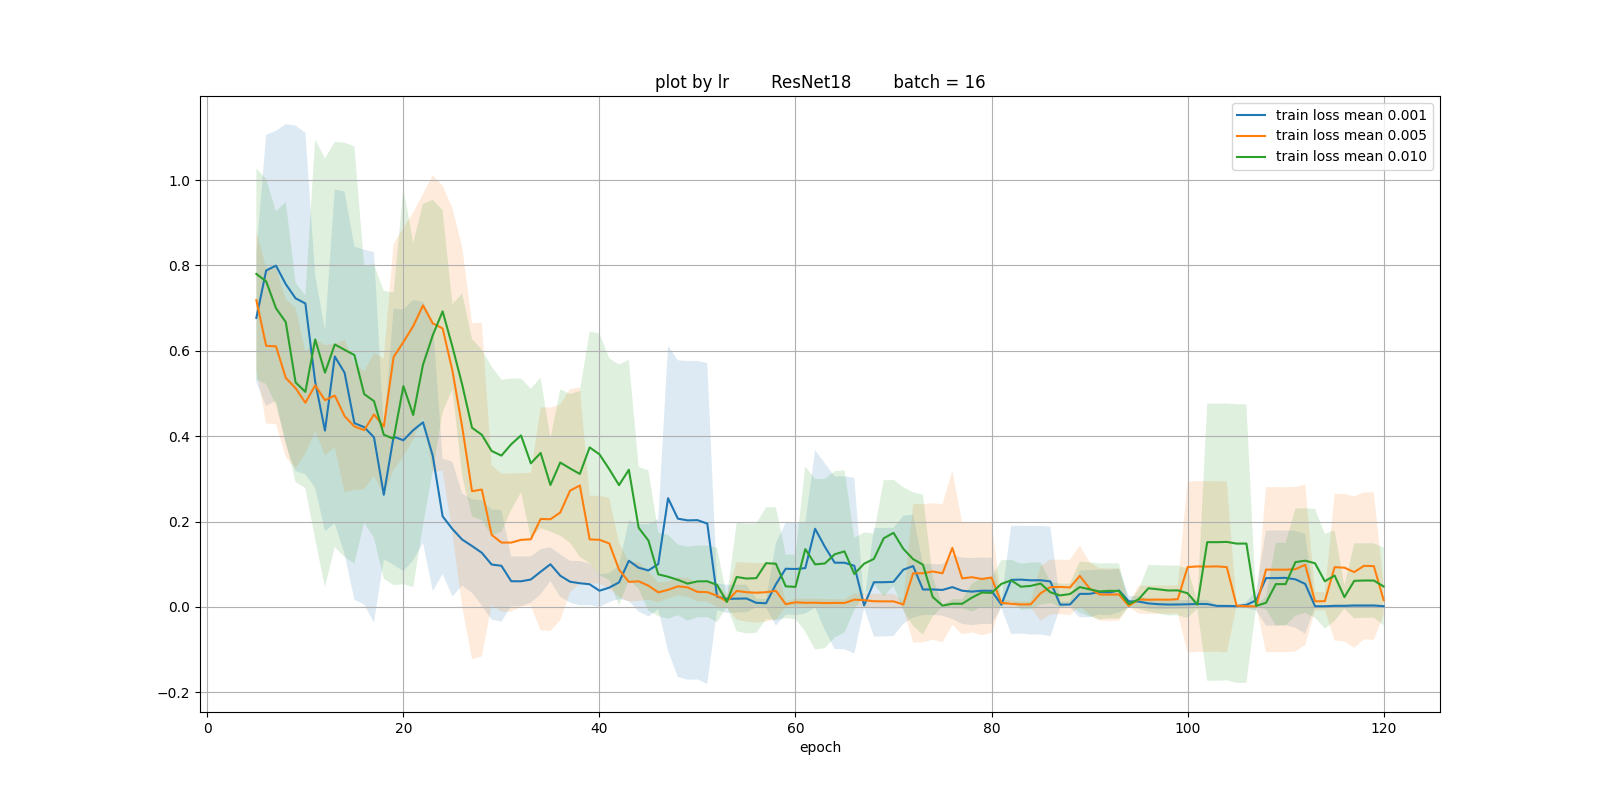 plot by lr ResNet18 batch = 16
train loss mean 0.001
train loss mean 0.005
train loss mean 0.010
1.0
0.8
0.6
0.4
0.2
0.0
−0.2
0 20 40 60 80 100 120
epoch